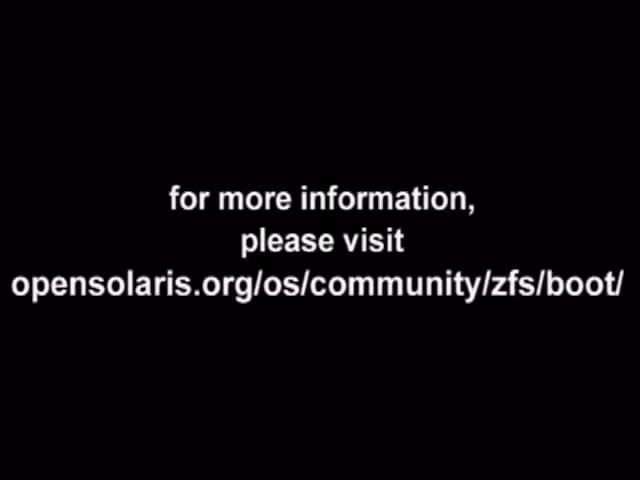 for more information,
please visit
opensolaris.org/os/community/zfs/boot/